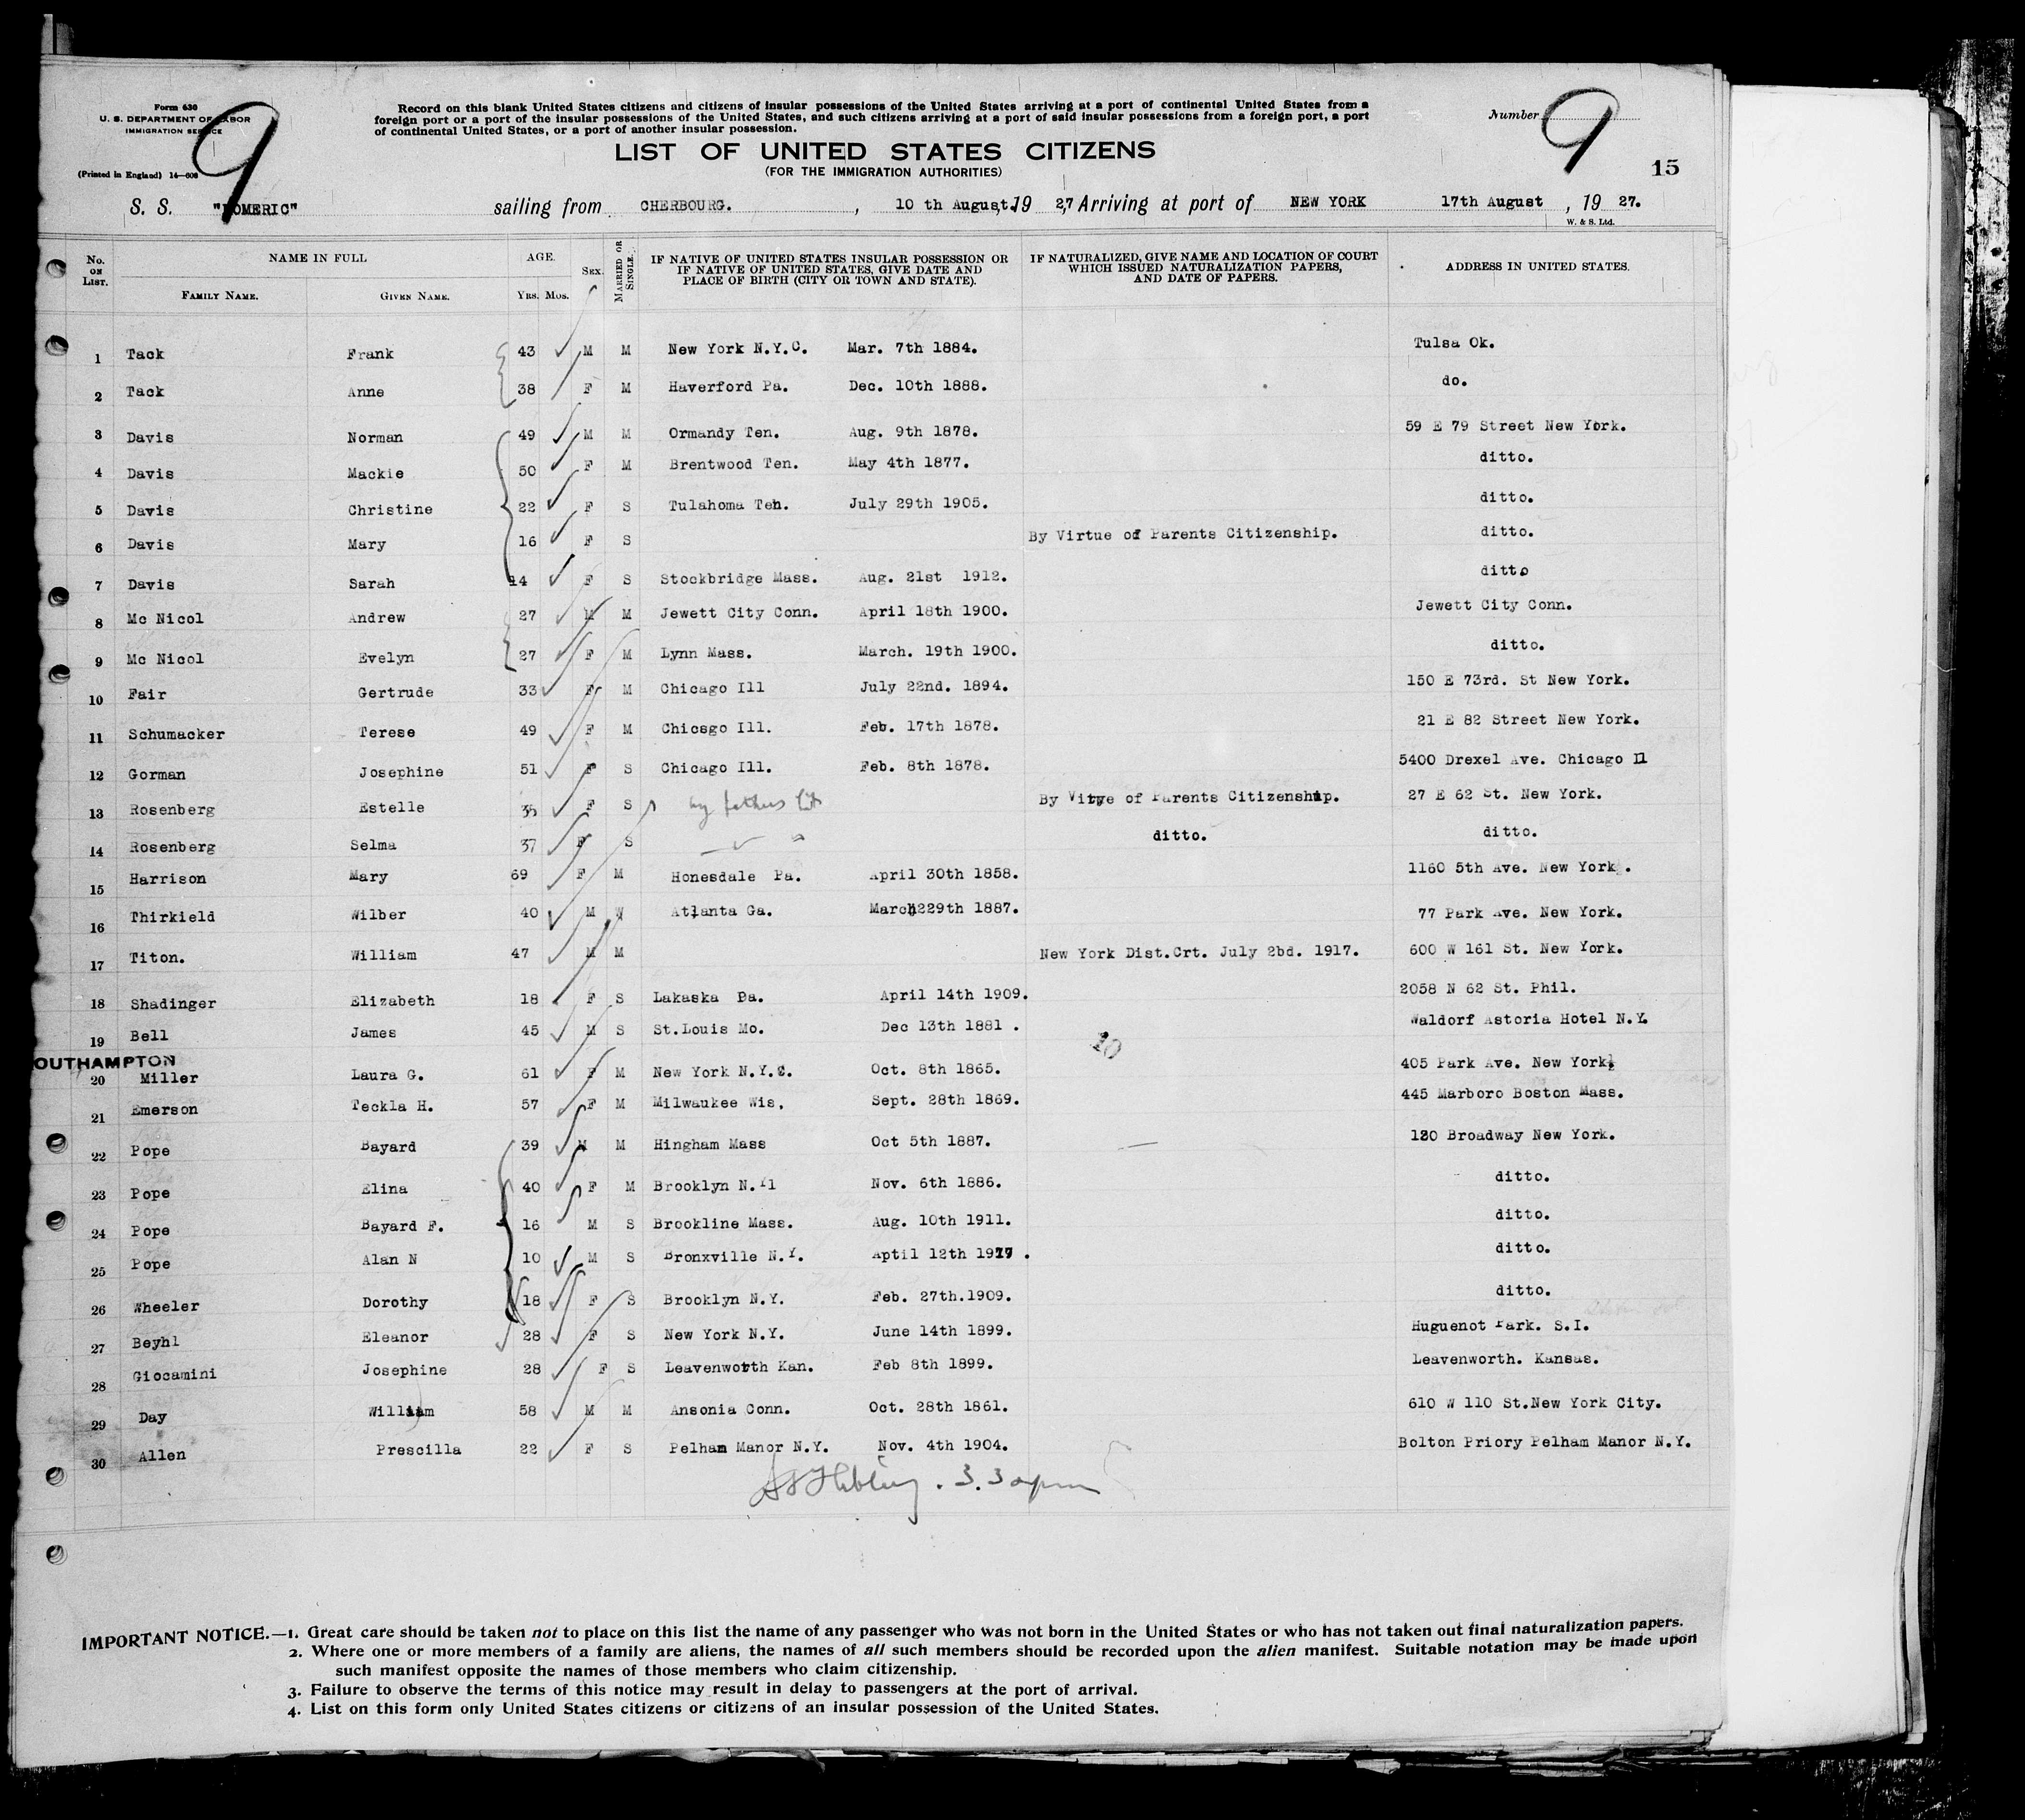 Form 630
U. S. DEPARTMENT OF LABOR
IMMIGRATION SERVICE
(Printed in England) 14—606
9
Record on this blank United States citizens and citizens of insular possessions of the United States arriving at a port of continental United States from a
foreign port or a port of the insular possessions of the United States, and such citizens arriving at a port of said insular possessions from a foreign port, a port
of continental United States, or a port of another insular possession.
Number 9
15
LIST OF UNITED STATES CITIZENS
(FOR THE IMMIGRATION AUTHORITIES)
S. S. "HOMERIC" sailing from CHERBOURG. , 10 th August. 19 27, Arriving at port of NEW YORK 17th August , 19 27.
W. & S. Ltd.
No. ON LIST. NAME IN FULL FAMILY NAME. GIVEN NAME. AGE. YRS. MOS. SEX. MARRIED OR SINGLE. IF NATIVE OF UNITED STATES INSULAR POSSESSION OR IF NATIVE OF UNITED STATES, GIVE DATE AND PLACE OF BIRTH (CITY OR TOWN AND STATE). IF NATURALIZED, GIVE NAME AND LOCATION OF COURT WHICH ISSUED NATURALIZATION PAPERS, AND DATE OF PAPERS. ADDRESS IN UNITED STATES.
1 Tack Frank 43 M M New York N.Y.C. Mar. 7th 1884. Tulsa Ok.
2 Tack Anne 38 F M Haverford Pa. Dec. 10th 1888. do.
3 Davis Norman 49 M M Ormandy Ten. Aug. 9th 1878. 59 E 79 Street New York.
4 Davis Mackie 50 F M Brentwood Ten. May 4th 1877. ditto.
5 Davis Christine 22 F S Tulahoma Ten. July 29th 1905. ditto.
6 Davis Mary 16 F S By Virtue of Parents Citizenship. ditto.
7 Davis Sarah 14 F S Stockbridge Mass. Aug. 21st 1912. ditto
8 Mc Nicol Andrew 27 M M Jewett City Conn. April 18th 1900. Jewett City Conn.
9 Mc Nicol Evelyn 27 F M Lynn Mass. March. 19th 1900. ditto.
10 Fair Gertrude 33 F M Chicago Ill July 22nd. 1894. 150 E 73rd. St New York.
11 Schumacker Terese 49 F M Chicsgo Ill. Feb. 17th 1878. 21 E 82 Street New York.
12 Gorman Josephine 51 F S Chicago Ill. Feb. 8th 1878. 5400 Drexel Ave. Chicago Il
13 Rosenberg Estelle 35 F S by fathers By Vitye of Parents Citizenship. 27 E 62 St. New York.
14 Rosenberg Selma 37 F S ditto. ditto.
15 Harrison Mary 69 F M Honesdale Pa. April 30th 1858. 1160 5th Ave. New York .
16 Thirkield Wilber 40 M W Atlanta Ga. March229th 1887. 77 Park Ave. New York.
17 Titon. William 47 M M New York Dist.Crt. July 2bd. 1917. 600 W 161 St. New York.
18 Shadinger Elizabeth 18 F S Lakaska Pa. April 14th 1909. 2058 N 62 St. Phil.
19 Bell James 45 M S St.Louis Mo. Dec 13th 1881 . Waldorf Astoria Hotel N.Y.
10
OUTHAMPTON
20 Miller Laura G. 61 F M New York N.Y.C. Oct. 8th 1865. 405 Park Ave. New York.
21 Emerson Teckla H. 57 F M Milwaukee Wis, Sept. 28th 1869. 445 Marboro Boston Mass.
22 Pope Bayard 39 M M Hingham Mass Oct 5th 1887. 120 Broadway New York.
23 Pope Elina 40 F M Brooklyn N. Nov. 6th 1886. ditto.
24 Pope Bayard F. 16 M S Brookline Mass. Aug. 10th 1911. ditto.
25 Pope Alan N 10 M S Bronxville N.Y. Aptil 12th 1917 . ditto.
26 Wheeler Dorothy 18 F S Brooklyn N.Y. Feb. 27th.1909. ditto.
27 Beyhl Eleanor 28 F S New York N.Y. June 14th 1899. Huguenot Park. S.I.
28 Giocamini Josephine 28 F S Leavenworth Kan. Feb 8th 1899. Leavenworth. Kansas.
29 Day William 58 M M Ansonia Conn. Oct. 28th 1861. 610 W 110 St.New York City.
30 Allen Prescilla 22 F S Pelham Manor N.Y. Nov. 4th 1904. Bolton Priory Pelham Manor N.Y.
3.30pm
IMPORTANT NOTICE.—1. Great care should be taken not to place on this list the name of any passenger who was not born in the United States or who has not taken out final naturalization papers.
2. Where one or more members of a family are aliens, the names of all such members should be recorded upon the alien manifest. Suitable notation may be made upon
such manifest opposite the names of those members who claim citizenship.
3. Failure to observe the terms of this notice may result in delay to passengers at the port of arrival.
4. List on this form only United States citizens or citizens of an insular possession of the United States.